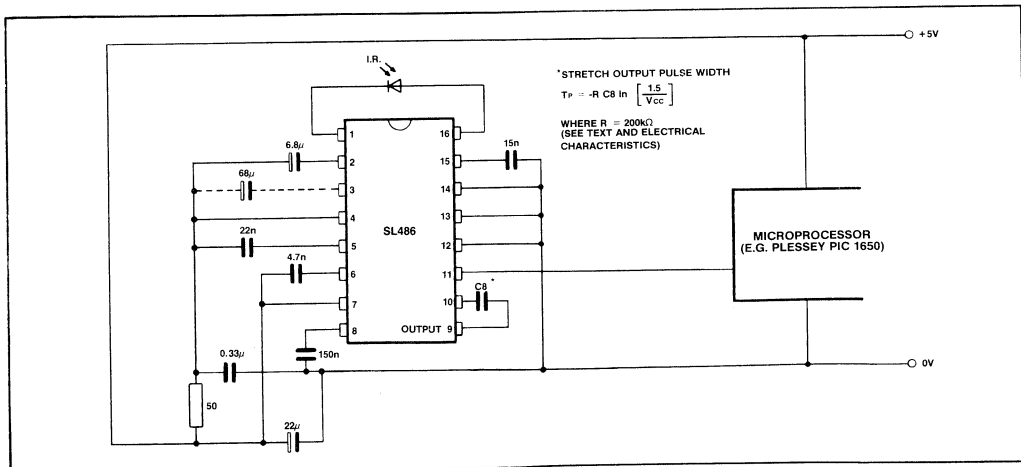 +5V
I.R.
*STRETCH OUTPUT PULSE WIDTH
TP = -R C8 ln [1.5 / VCC]
WHERE R = 200kΩ
(SEE TEXT AND ELECTRICAL
CHARACTERISTICS)
1
16
6.8μ
2
15
15n
68μ
3
14
4
SL486
13
22n
5
12
4.7n
6
11
MICROPROCESSOR
(E.G. PLESSEY PIC 1650)
7
10
C8 *
8
OUTPUT 9
0.33μ
150n
0V
50
22μ